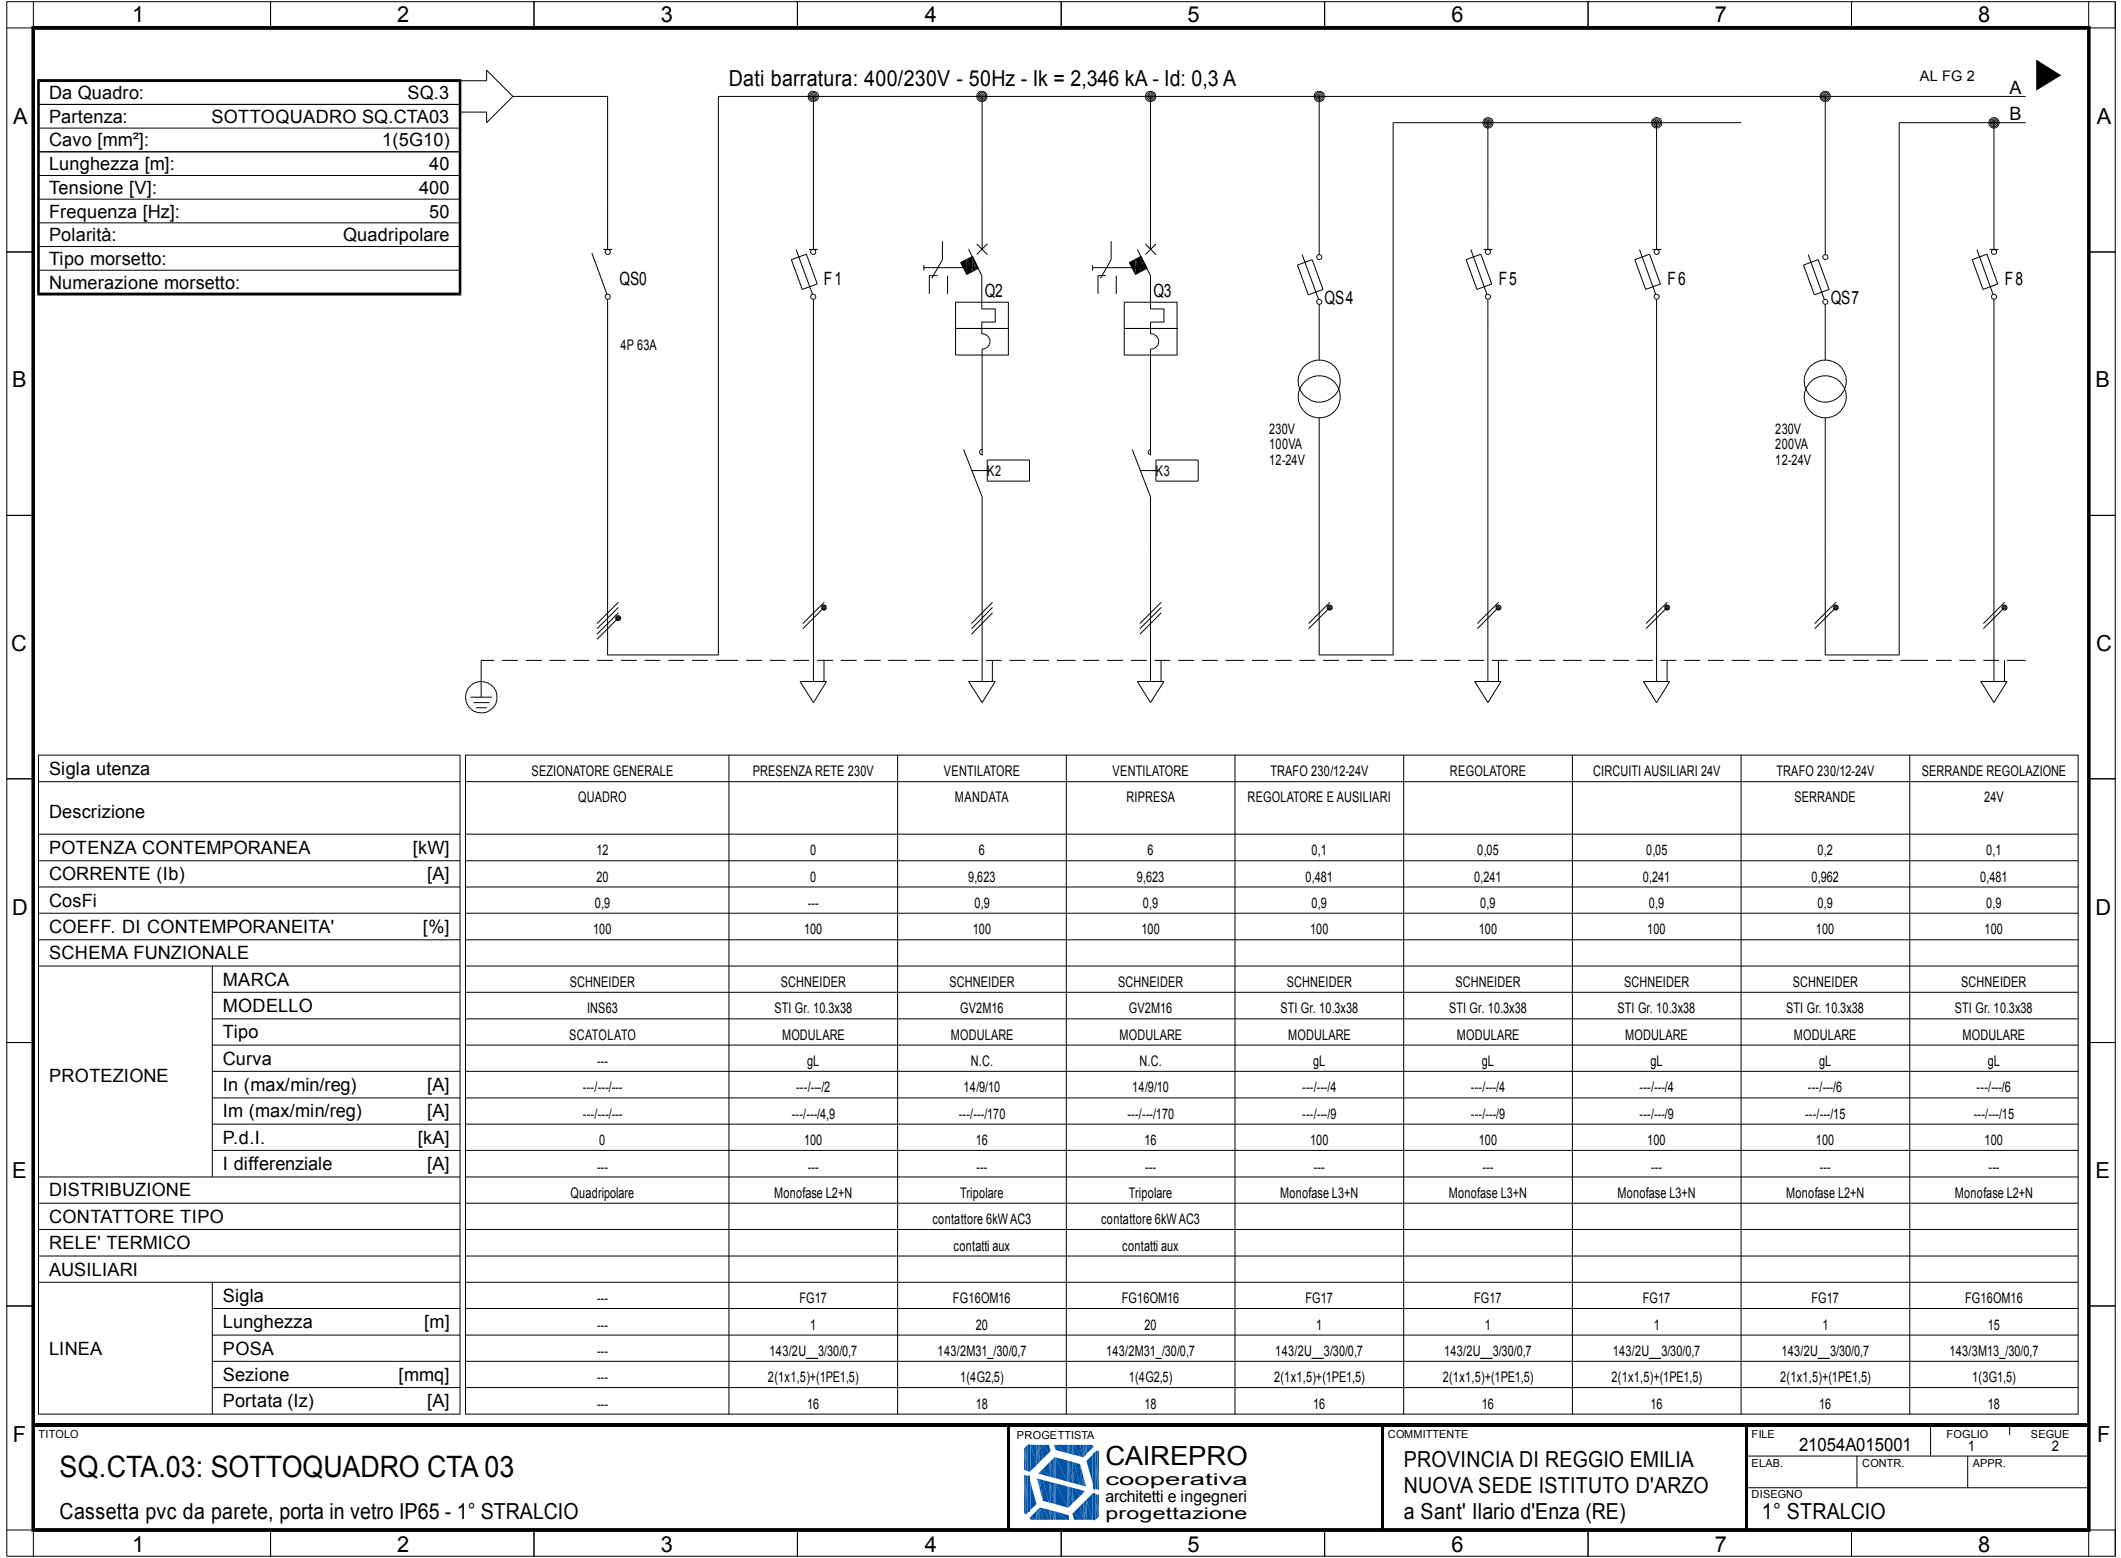 1 2 3 4 5 6 7 8
Dati barratura: 400/230V - 50Hz - Ik = 2,346 kA - Id: 0,3 A
AL FG 2
A
B
Da Quadro: SQ.3
Partenza: SOTTOQUADRO SQ.CTA03
Cavo [mm²]: 1(5G10)
Lunghezza [m]: 40
Tensione [V]: 400
Frequenza [Hz]: 50
Polarità: Quadripolare
Tipo morsetto:
Numerazione morsetto:
A A
QS0 F1 Q2 Q3 QS4 F5 F6 QS7 F8
4P 63A
B B
230V
100VA
12-24V
230V
200VA
12-24V
K2 K3
C C
Sigla utenza SEZIONATORE GENERALE PRESENZA RETE 230V VENTILATORE VENTILATORE TRAFO 230/12-24V REGOLATORE CIRCUITI AUSILIARI 24V TRAFO 230/12-24V SERRANDE REGOLAZIONE
Descrizione QUADRO MANDATA RIPRESA REGOLATORE E AUSILIARI SERRANDE 24V
POTENZA CONTEMPORANEA [kW] 12 0 6 6 0,1 0,05 0,05 0,2 0,1
CORRENTE (Ib) [A] 20 0 9,623 9,623 0,481 0,241 0,241 0,962 0,481
D D
CosFi 0,9 --- 0,9 0,9 0,9 0,9 0,9 0,9 0,9
COEFF. DI CONTEMPORANEITA' [%] 100 100 100 100 100 100 100 100 100
SCHEMA FUNZIONALE
PROTEZIONE
MARCA SCHNEIDER SCHNEIDER SCHNEIDER SCHNEIDER SCHNEIDER SCHNEIDER SCHNEIDER SCHNEIDER SCHNEIDER
MODELLO INS63 STI Gr. 10.3x38 GV2M16 GV2M16 STI Gr. 10.3x38 STI Gr. 10.3x38 STI Gr. 10.3x38 STI Gr. 10.3x38 STI Gr. 10.3x38
Tipo SCATOLATO MODULARE MODULARE MODULARE MODULARE MODULARE MODULARE MODULARE MODULARE
Curva --- gL N.C. N.C. gL gL gL gL gL
In (max/min/reg) [A] ---/---/--- ---/---/2 14/9/10 14/9/10 ---/---/4 ---/---/4 ---/---/4 ---/---/6 ---/---/6
Im (max/min/reg) [A] ---/---/--- ---/---/4,9 ---/---/170 ---/---/170 ---/---/9 ---/---/9 ---/---/9 ---/---/15 ---/---/15
P.d.I. [kA] 0 100 16 16 100 100 100 100 100
I differenziale [A] --- --- --- --- --- --- --- --- ---
E E
DISTRIBUZIONE Quadripolare Monofase L2+N Tripolare Tripolare Monofase L3+N Monofase L3+N Monofase L3+N Monofase L2+N Monofase L2+N
CONTATTORE TIPO contattore 6kW AC3 contattore 6kW AC3
RELE' TERMICO contatti aux contatti aux
AUSILIARI
LINEA
Sigla --- FG17 FG16OM16 FG16OM16 FG17 FG17 FG17 FG17 FG16OM16
Lunghezza [m] --- 1 20 20 1 1 1 1 15
POSA --- 143/2U__3/30/0,7 143/2M31_/30/0,7 143/2M31_/30/0,7 143/2U__3/30/0,7 143/2U__3/30/0,7 143/2U__3/30/0,7 143/2U__3/30/0,7 143/3M13_/30/0,7
Sezione [mmq] --- 2(1x1,5)+(1PE1,5) 1(4G2,5) 1(4G2,5) 2(1x1,5)+(1PE1,5) 2(1x1,5)+(1PE1,5) 2(1x1,5)+(1PE1,5) 2(1x1,5)+(1PE1,5) 1(3G1,5)
Portata (Iz) [A] --- 16 18 18 16 16 16 16 18
F F
TITOLO
SQ.CTA.03: SOTTOQUADRO CTA 03
Cassetta pvc da parete, porta in vetro IP65 - 1° STRALCIO
PROGETTISTA
CAIREPRO
cooperativa
architetti e ingegneri
progettazione
COMMITTENTE
PROVINCIA DI REGGIO EMILIA
NUOVA SEDE ISTITUTO D'ARZO
a Sant' Ilario d'Enza (RE)
FILE 21054A015001
FOGLIO 1
SEGUE 2
ELAB. CONTR. APPR.
DISEGNO
1° STRALCIO
1 2 3 4 5 6 7 8